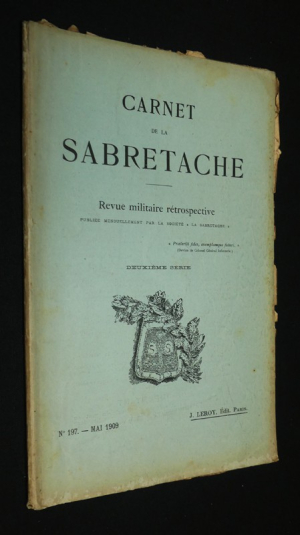 CARNET
DE LA
SABRETACHE
Revue militaire rétrospective
PUBLIÉE MENSUELLEMENT PAR LA SOCIÉTÉ « LA SABRETACHE »
DEUXIÈME SÉRIE
N° 197. — MAI 1909
J. LEROY, Édit. Paris.